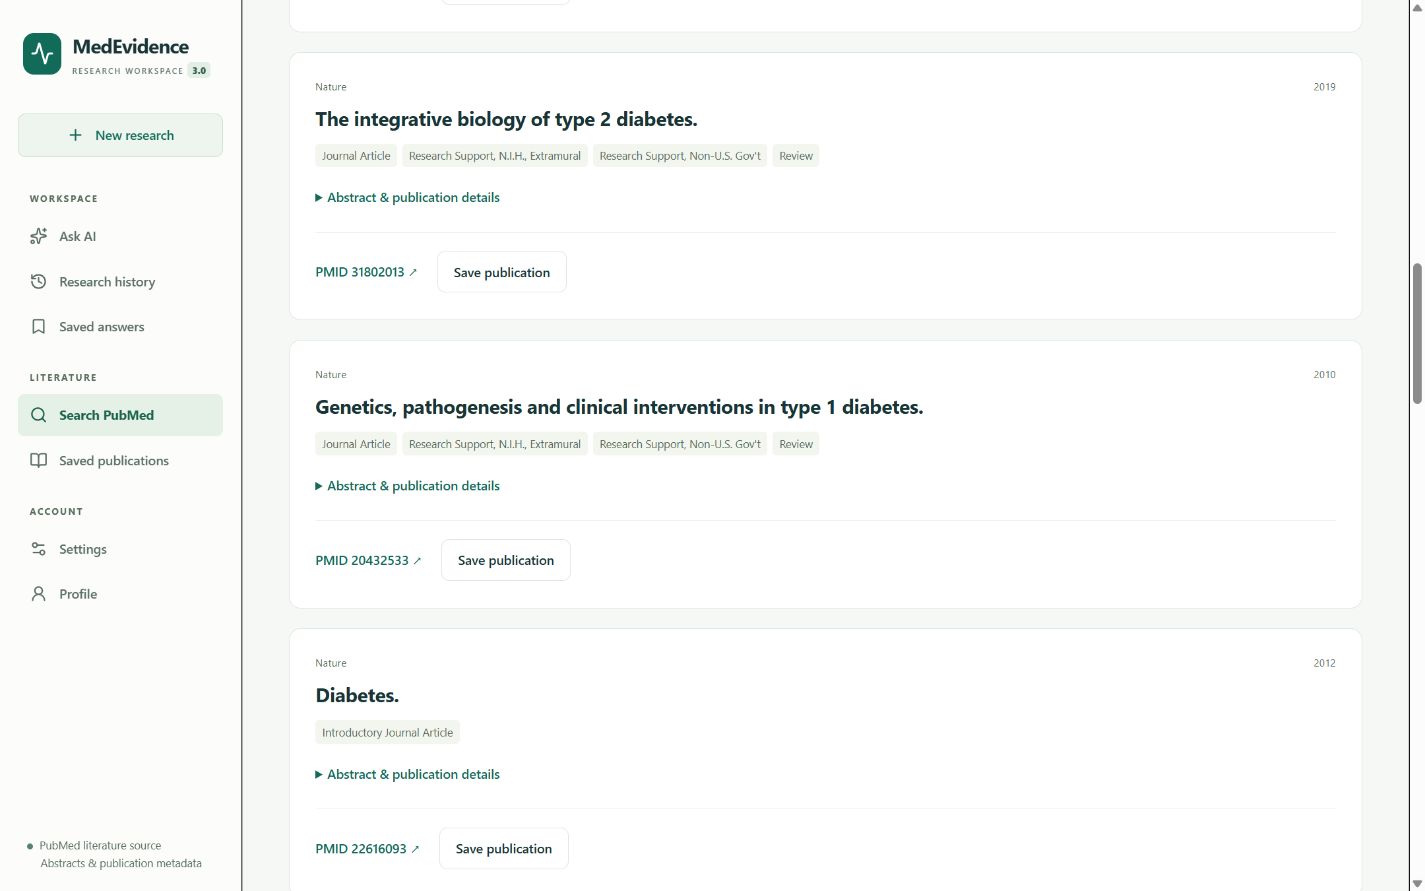 MedEvidence
RESEARCH WORKSPACE 3.0
New research
WORKSPACE
Ask AI
Research history
Saved answers
LITERATURE
Search PubMed
Saved publications
ACCOUNT
Settings
Profile
PubMed literature source
Abstracts & publication metadata
Nature 2019
The integrative biology of type 2 diabetes.
Journal Article Research Support, N.I.H., Extramural Research Support, Non-U.S. Gov't Review
Abstract & publication details
PMID 31802013 ↗ Save publication
Nature 2010
Genetics, pathogenesis and clinical interventions in type 1 diabetes.
Journal Article Research Support, N.I.H., Extramural Research Support, Non-U.S. Gov't Review
Abstract & publication details
PMID 20432533 ↗ Save publication
Nature 2012
Diabetes.
Introductory Journal Article
Abstract & publication details
PMID 22616093 ↗ Save publication